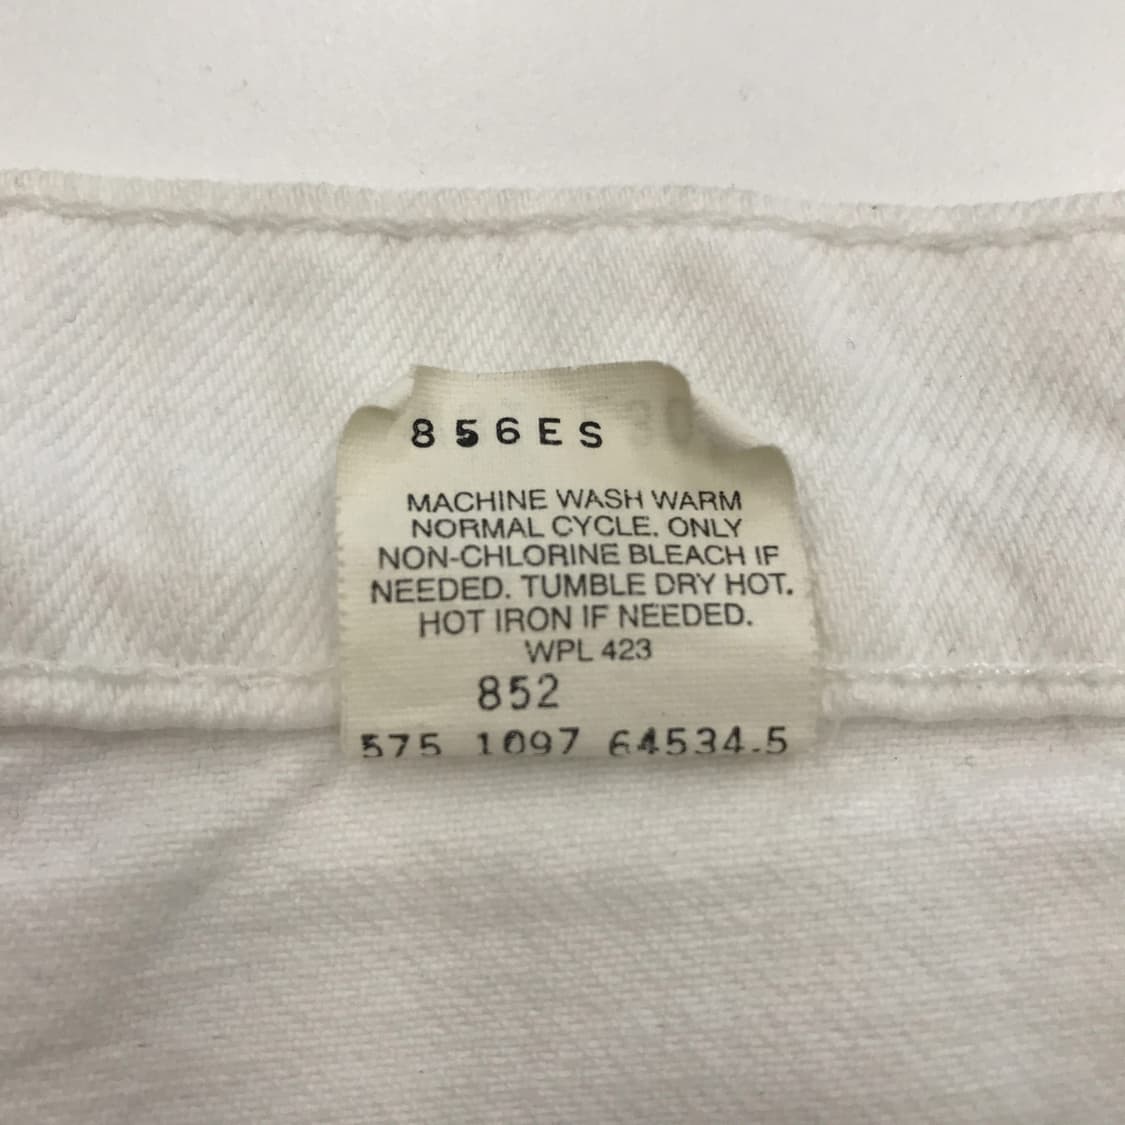 856ES
MACHINE WASH WARM
NORMAL CYCLE. ONLY
NON-CHLORINE BLEACH IF
NEEDED. TUMBLE DRY HOT.
HOT IRON IF NEEDED.
WPL 423
852
575 1097 64534.5